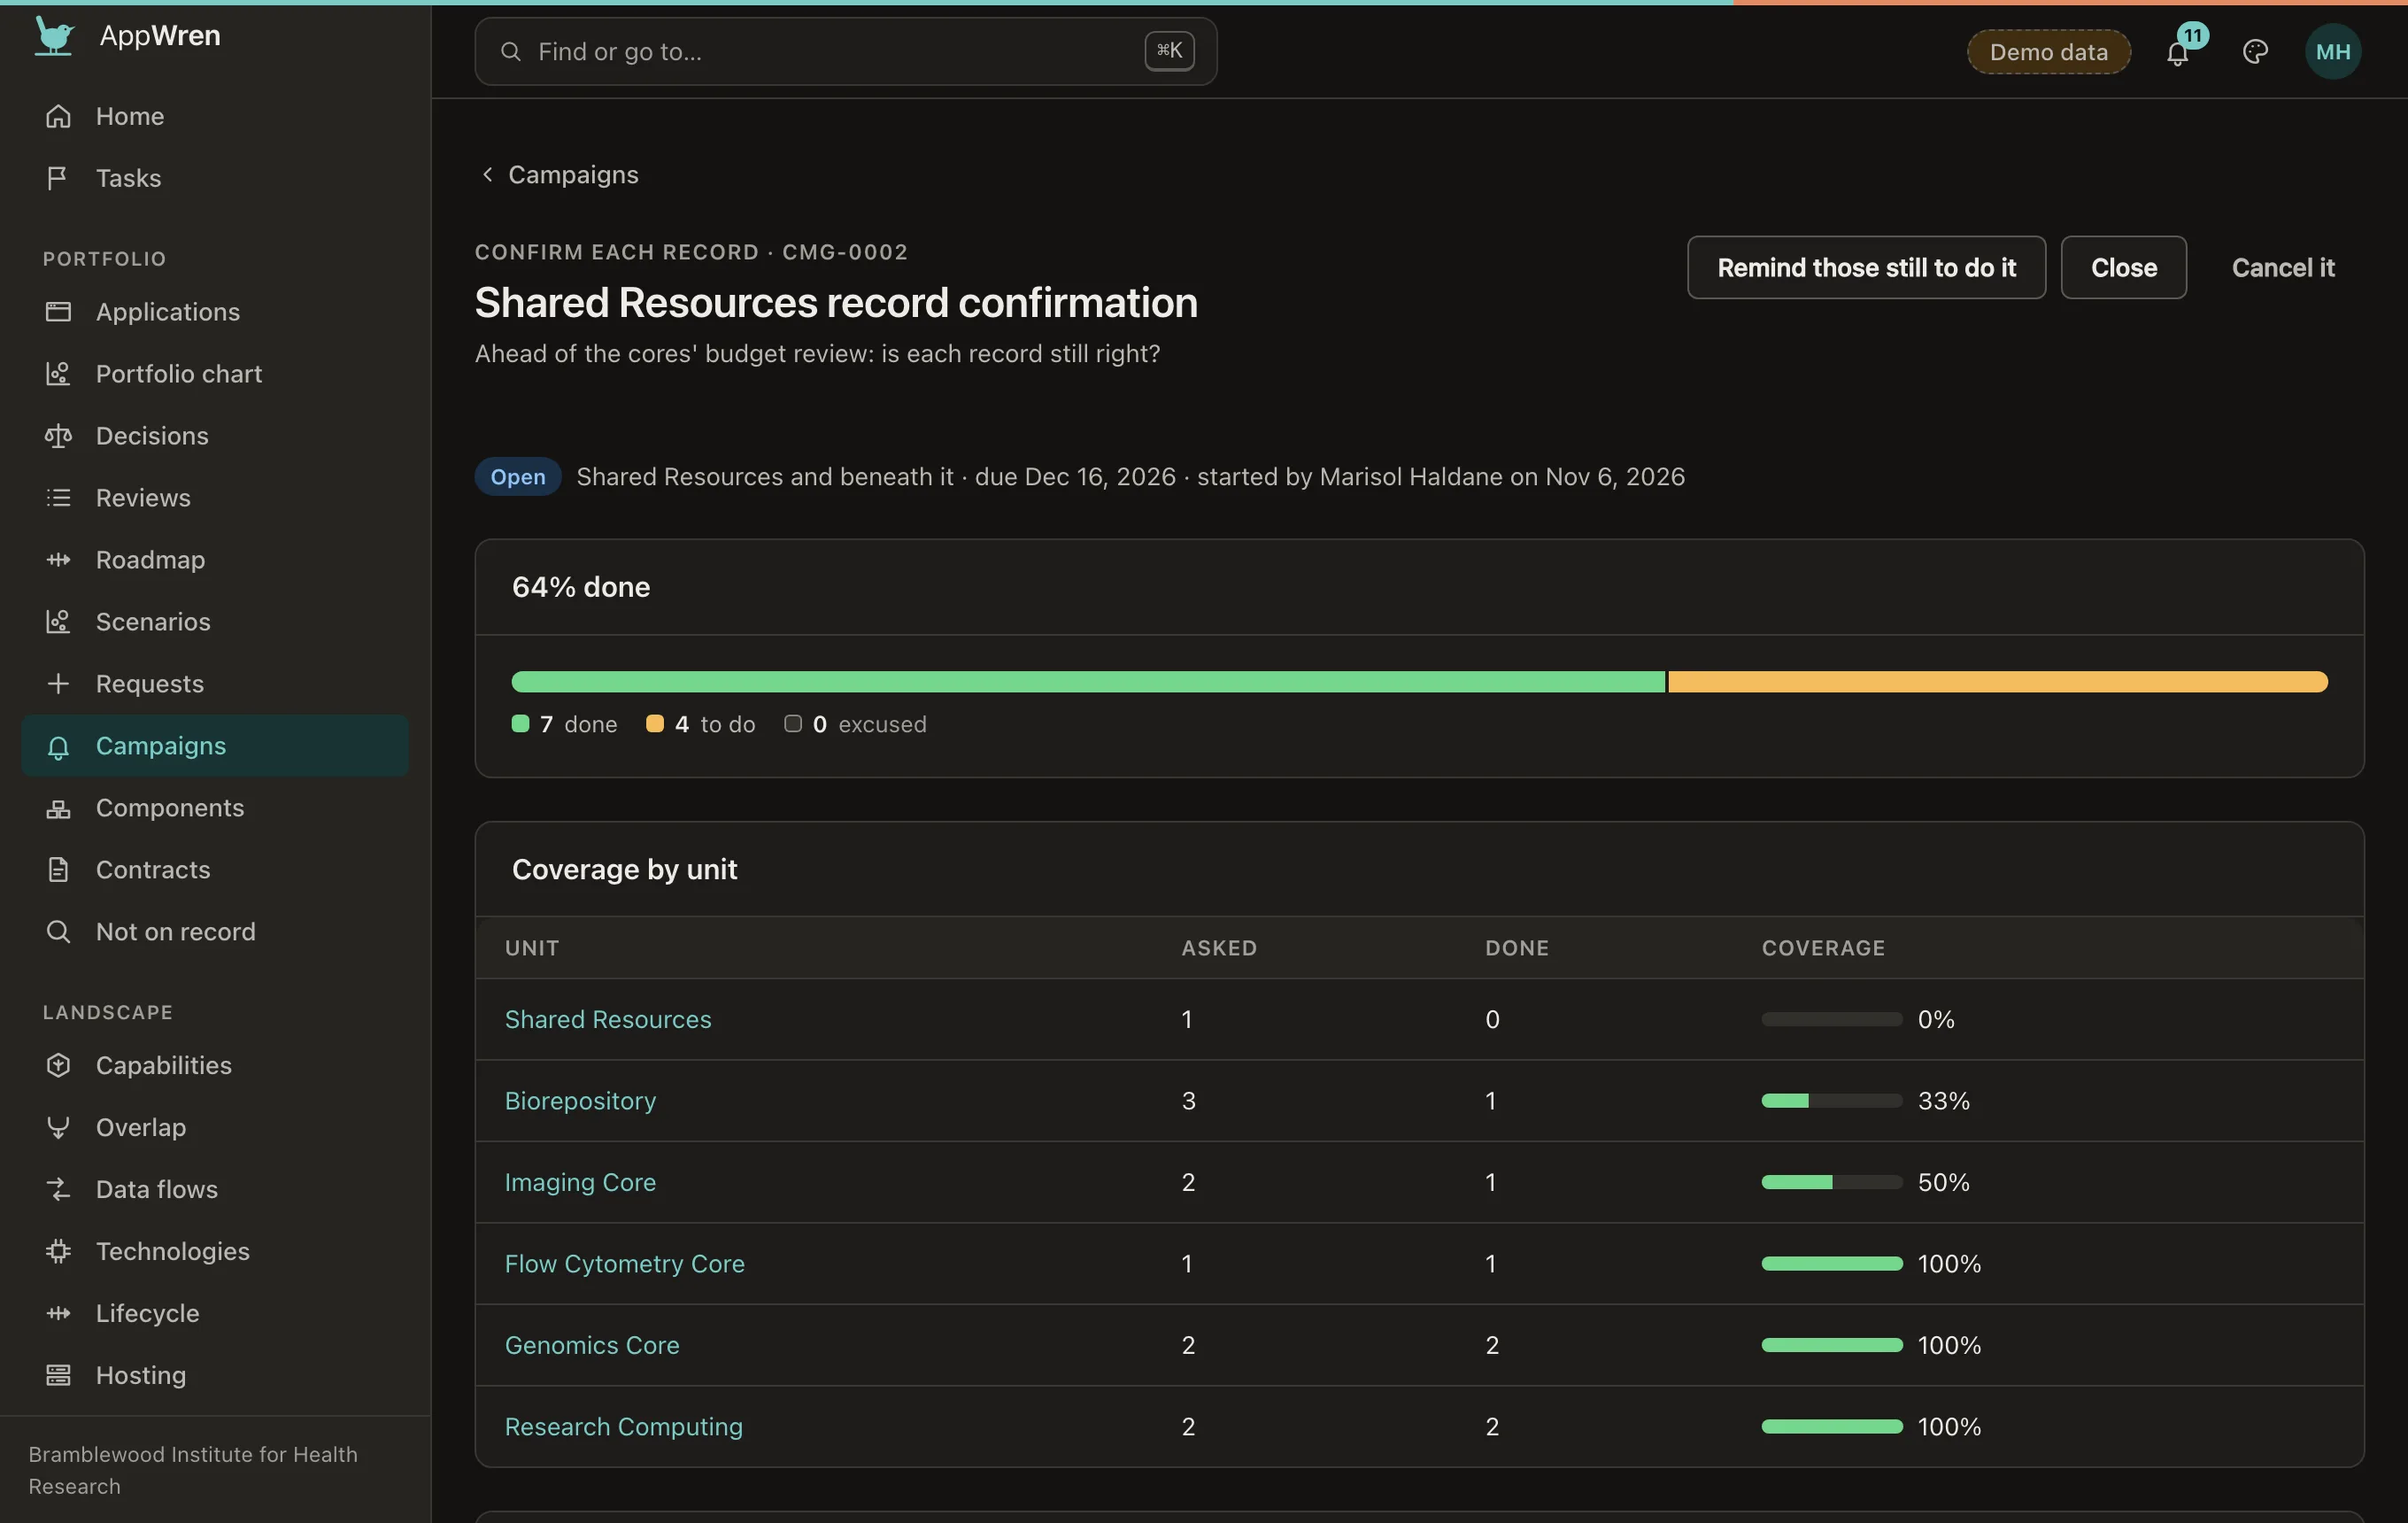 AppWren
Find or go to...
⌘K
Demo data
11
MH
Home
Tasks
PORTFOLIO
Applications
Portfolio chart
Decisions
Reviews
Roadmap
Scenarios
Requests
Campaigns
Components
Contracts
Not on record
LANDSCAPE
Capabilities
Overlap
Data flows
Technologies
Lifecycle
Hosting
Bramblewood Institute for Health
Research
Campaigns
CONFIRM EACH RECORD · CMG-0002
Shared Resources record confirmation
Ahead of the cores' budget review: is each record still right?
Remind those still to do it
Close
Cancel it
Open Shared Resources and beneath it · due Dec 16, 2026 · started by Marisol Haldane on Nov 6, 2026
64% done
7 done 4 to do 0 excused
Coverage by unit
UNIT ASKED DONE COVERAGE
Shared Resources 1 0 0%
Biorepository 3 1 33%
Imaging Core 2 1 50%
Flow Cytometry Core 1 1 100%
Genomics Core 2 2 100%
Research Computing 2 2 100%